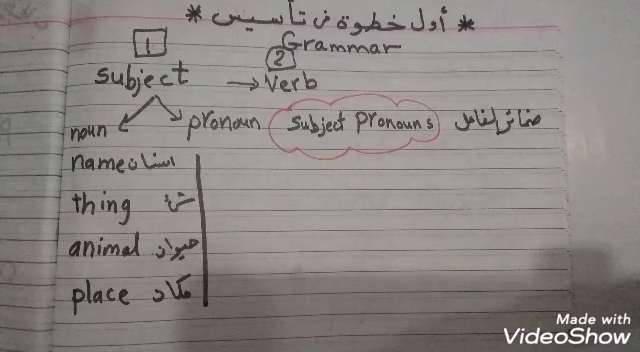 * أول خطوة فى تأسيس *
Grammar
1
2
subject → Verb
noun pronoun Subject Pronouns ضمائر الفاعل
name انسان
thing شئ
animal حيوان
place مكان
Made with
VideoShow